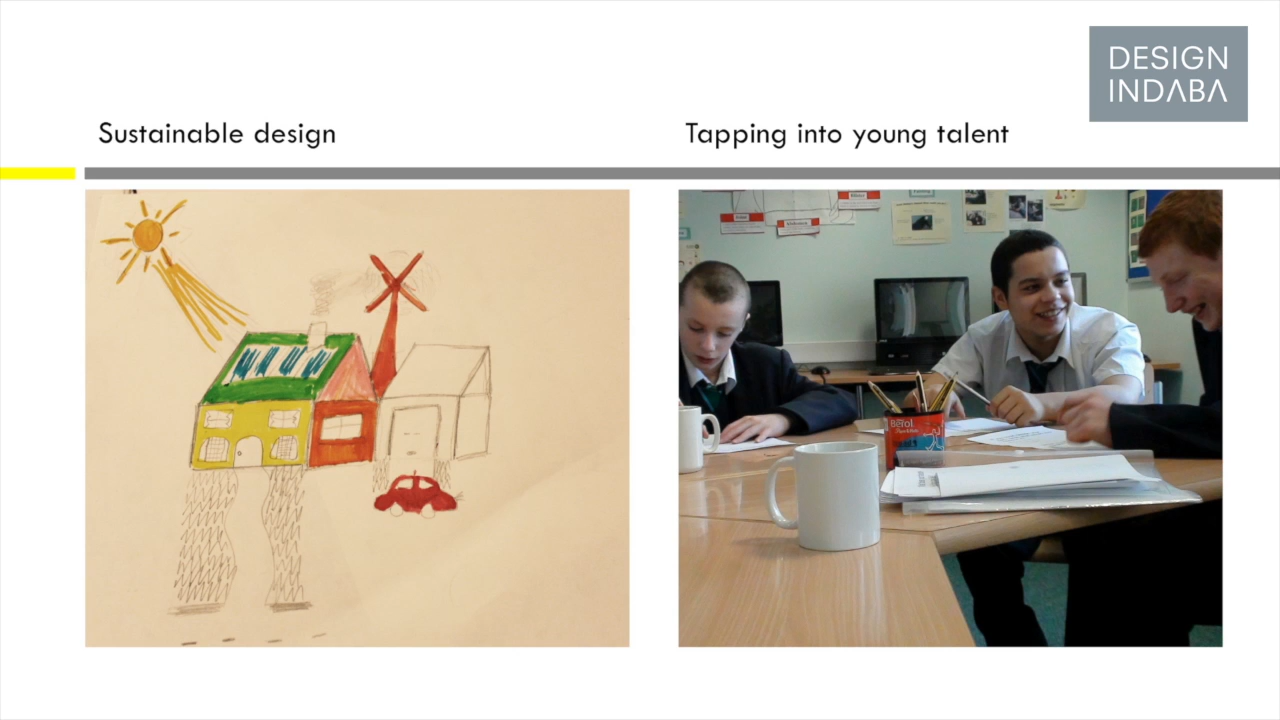 DESIGN
INDABA
Sustainable design
Tapping into young talent
Berol